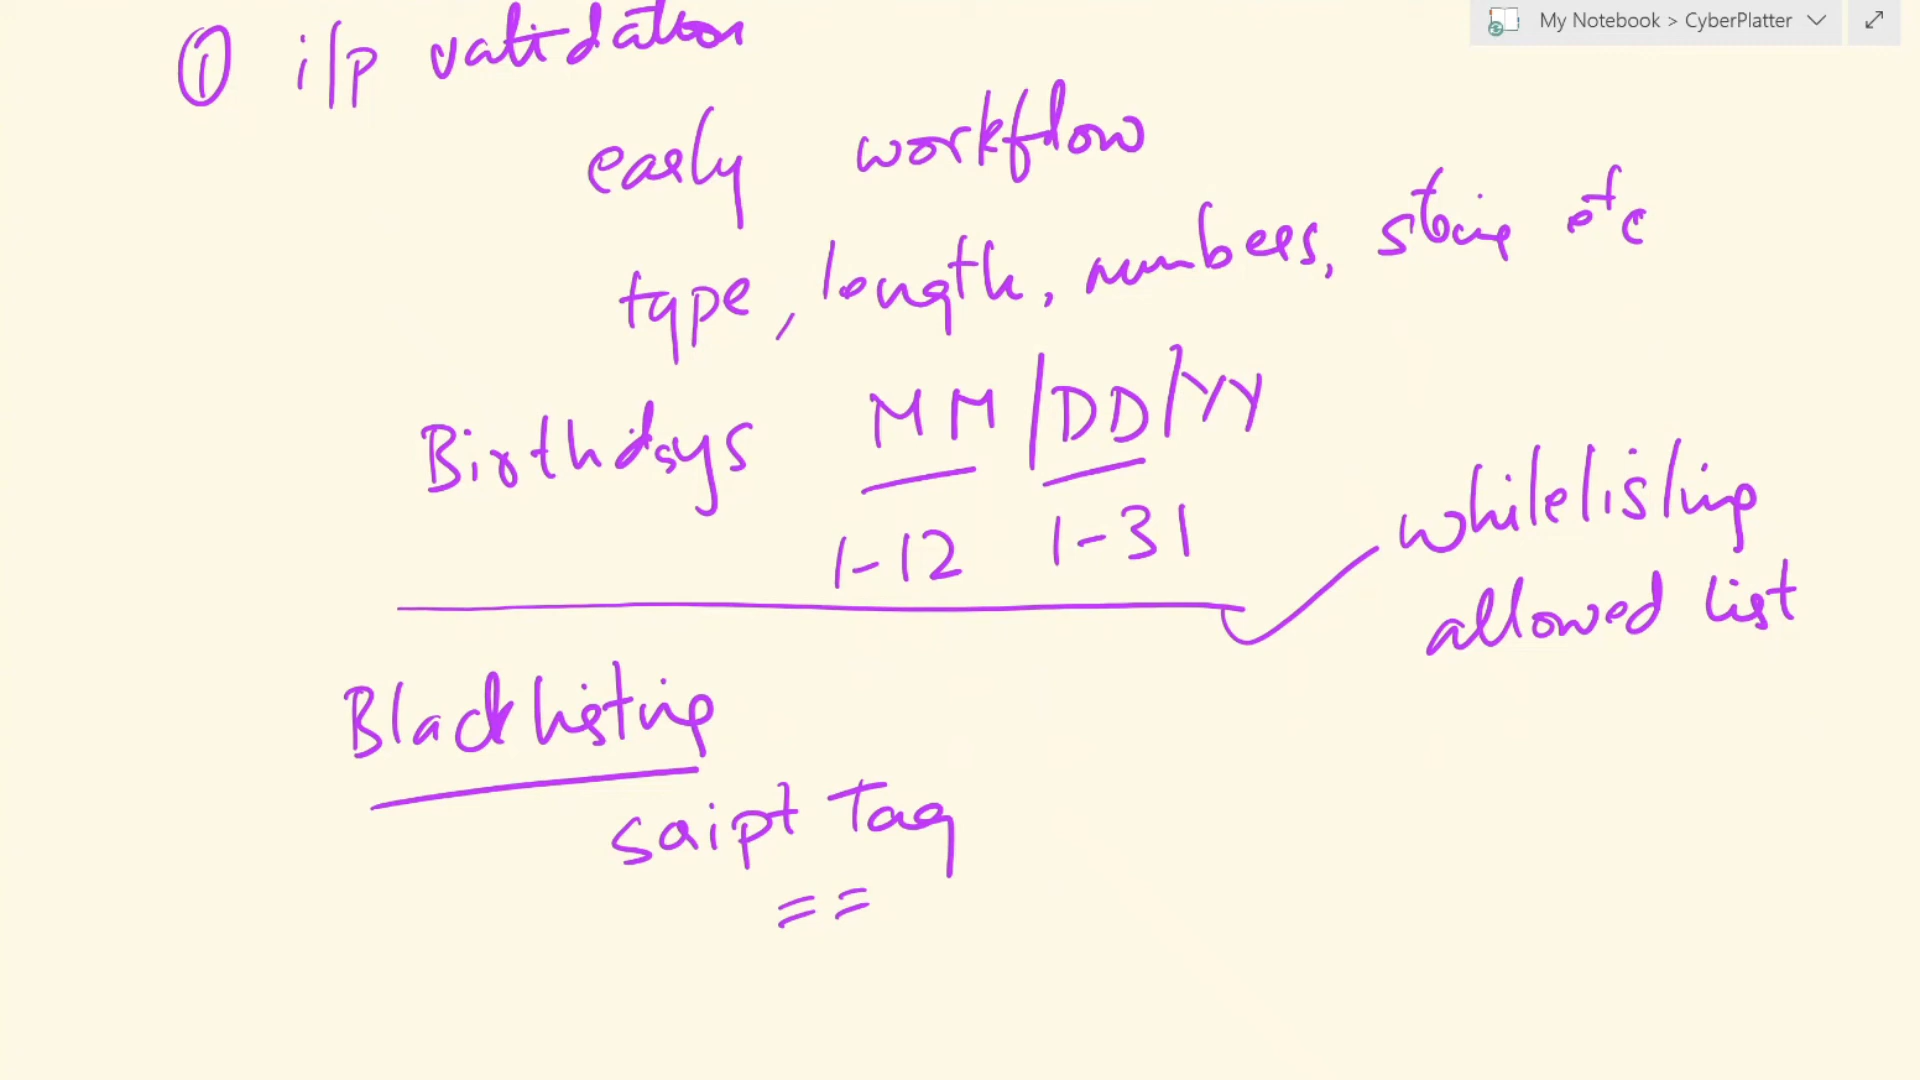 My Notebook > CyberPlatter
① i/p validation
early workflow
type, length, numbers, string etc
Birthdays MM/DD/YY
1-12 1-31
whitelisting
allowed list
Blacklisting
script Tag
==